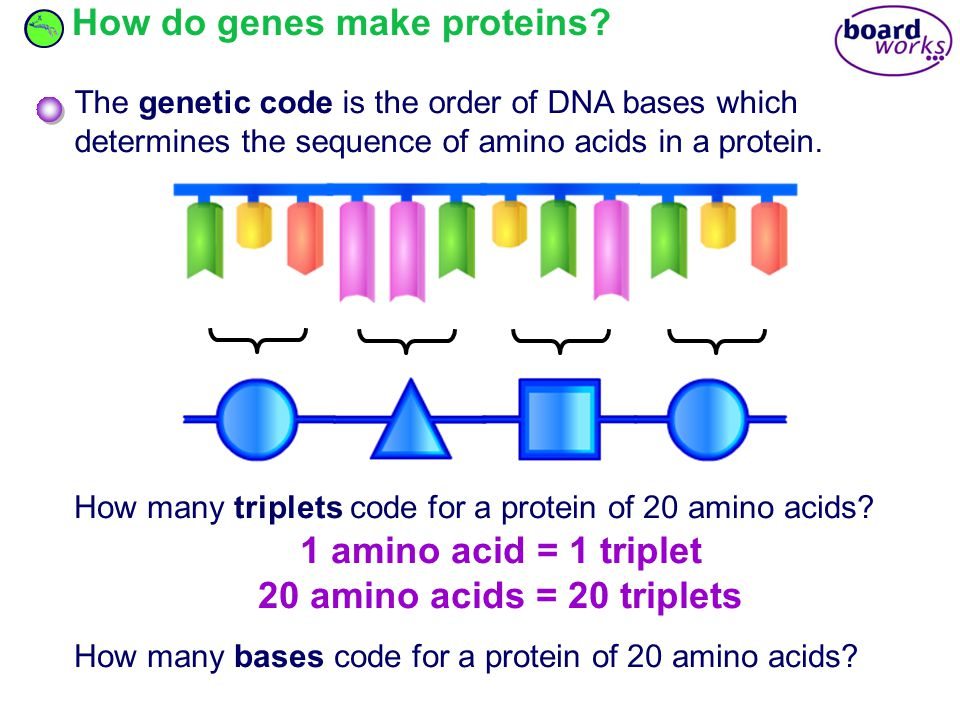 How do genes make proteins?
board
works
The genetic code is the order of DNA bases which
determines the sequence of amino acids in a protein.
How many triplets code for a protein of 20 amino acids?
1 amino acid = 1 triplet
20 amino acids = 20 triplets
How many bases code for a protein of 20 amino acids?